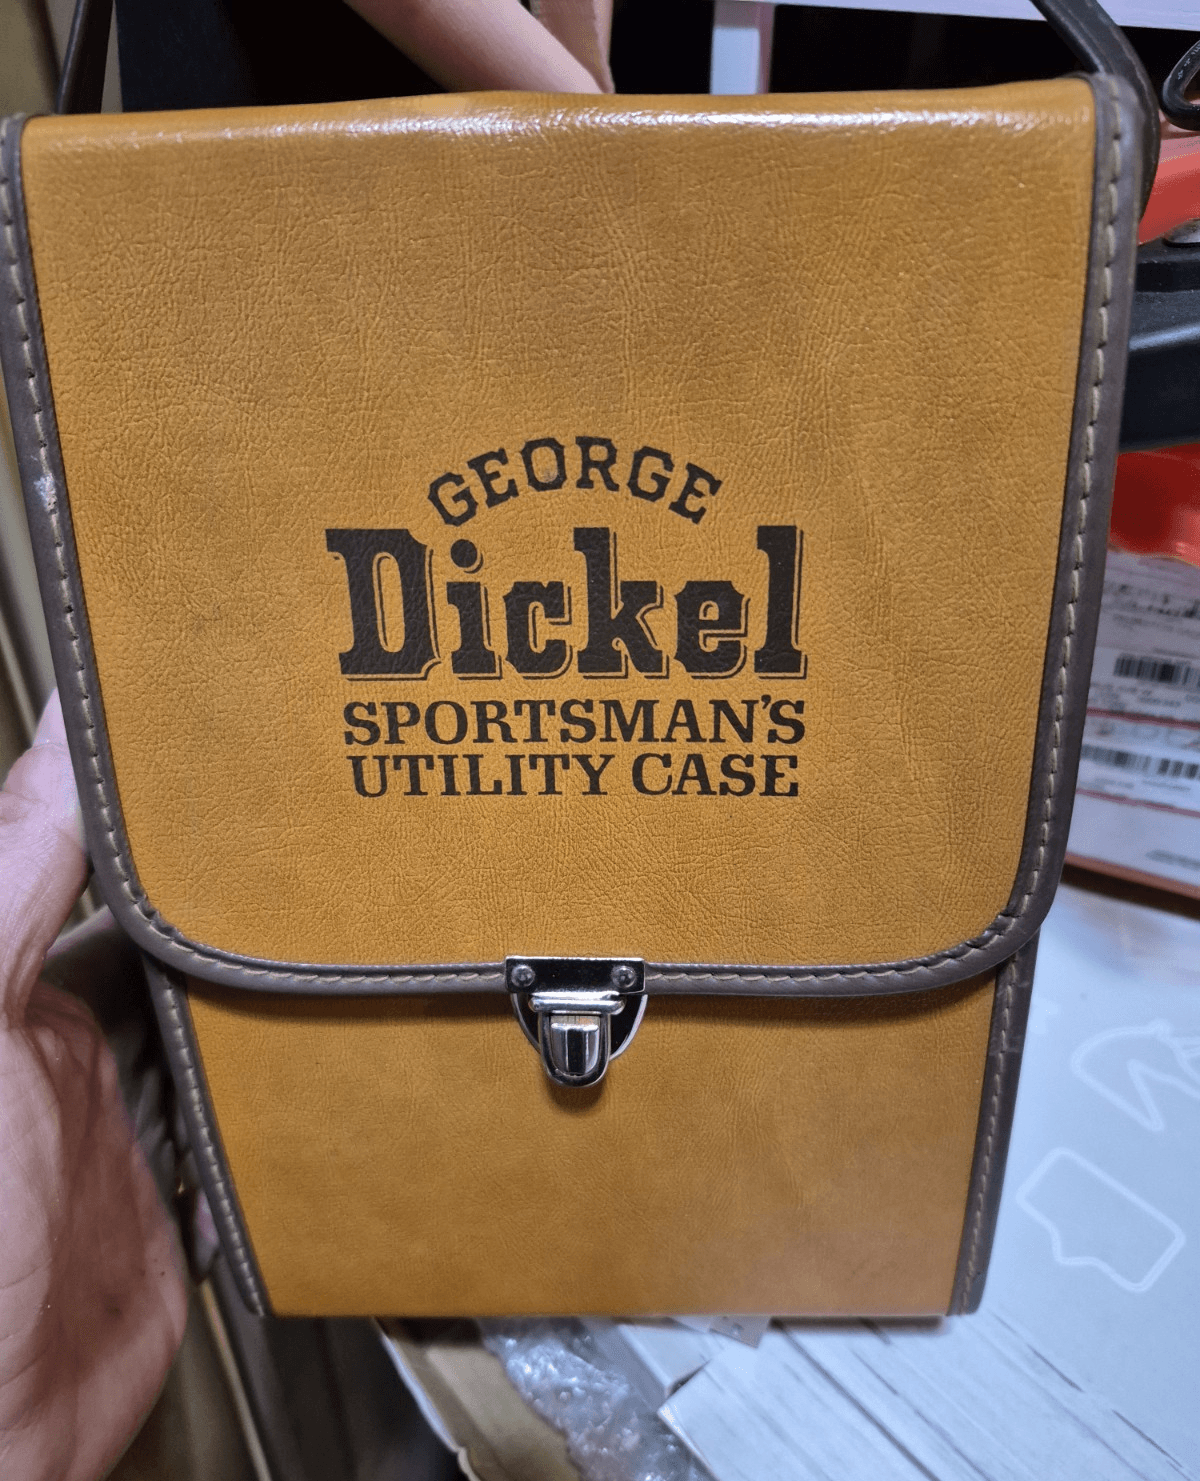 GEORGE
Dickel
SPORTSMAN'S
UTILITY CASE